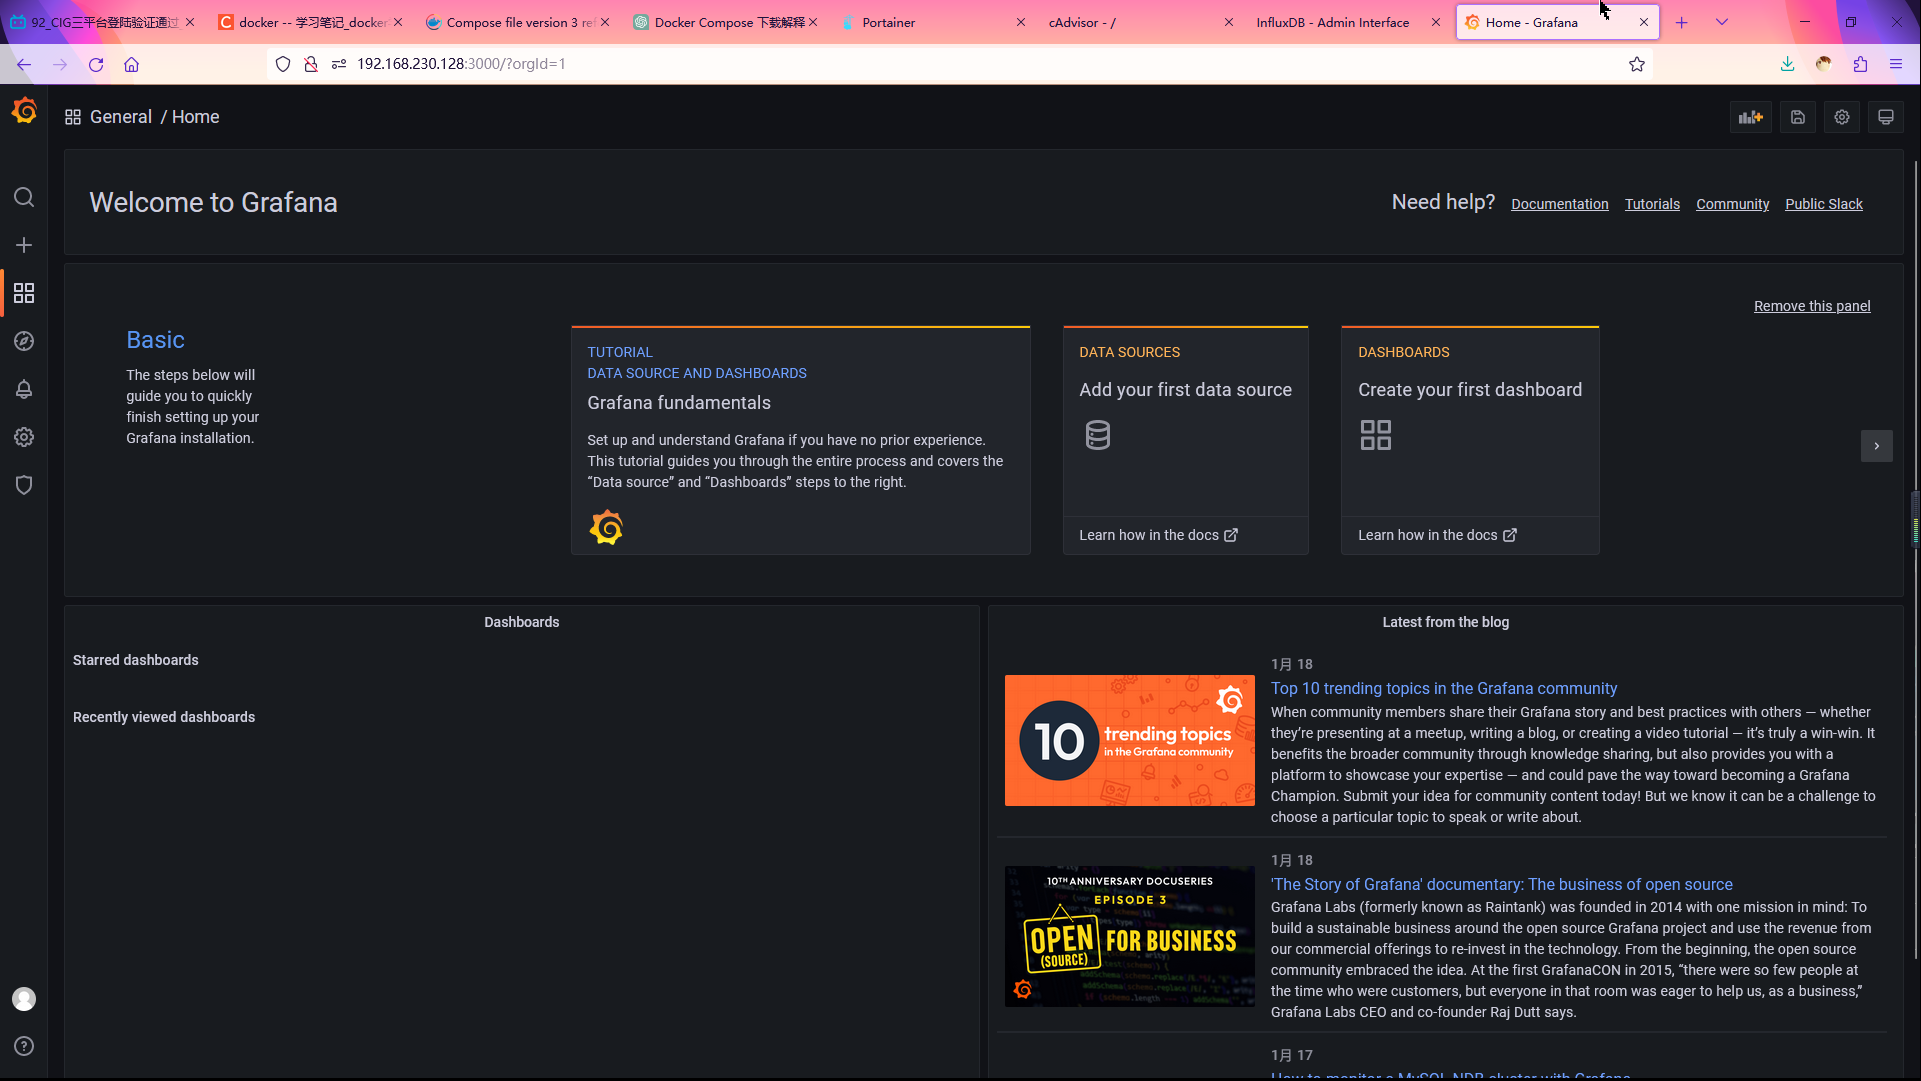 92_CIG三平台登陆验证通过
docker -- 学习笔记_docker
Compose file version 3 ref
Docker Compose 下载解释
Portainer
cAdvisor - /
InfluxDB - Admin Interface
Home - Grafana
192.168.230.128:3000/?orgId=1
General / Home
Welcome to Grafana
Need help? Documentation Tutorials Community Public Slack
Remove this panel
Basic
The steps below will
guide you to quickly
finish setting up your
Grafana installation.
TUTORIAL
DATA SOURCE AND DASHBOARDS
Grafana fundamentals
Set up and understand Grafana if you have no prior experience.
This tutorial guides you through the entire process and covers the
“Data source” and “Dashboards” steps to the right.
DATA SOURCES
Add your first data source
Learn how in the docs
DASHBOARDS
Create your first dashboard
Learn how in the docs
Dashboards
Starred dashboards
Recently viewed dashboards
Latest from the blog
10 trending topics
in the Grafana community
1月 18
Top 10 trending topics in the Grafana community
When community members share their Grafana story and best practices with others — whether
they’re presenting at a meetup, writing a blog, or creating a video tutorial — it’s truly a win-win. It
benefits the broader community through knowledge sharing, but also provides you with a
platform to showcase your expertise — and could pave the way toward becoming a Grafana
Champion. Submit your idea for community content today! But we know it can be a challenge to
choose a particular topic to speak or write about.
10TH ANNIVERSARY DOCUSERIES
EPISODE 3
OPEN FOR BUSINESS
(SOURCE)
1月 18
'The Story of Grafana' documentary: The business of open source
Grafana Labs (formerly known as Raintank) was founded in 2014 with one mission in mind: To
build a sustainable business around the open source Grafana project and use the revenue from
our commercial offerings to re-invest in the technology. From the beginning, the open source
community embraced the idea. At the first GrafanaCON in 2015, “there were so few people at
the time who were customers, but everyone in that room was eager to help us, as a business,”
Grafana Labs CEO and co-founder Raj Dutt says.
1月 17
How to monitor a MySQL NDB cluster with Grafana